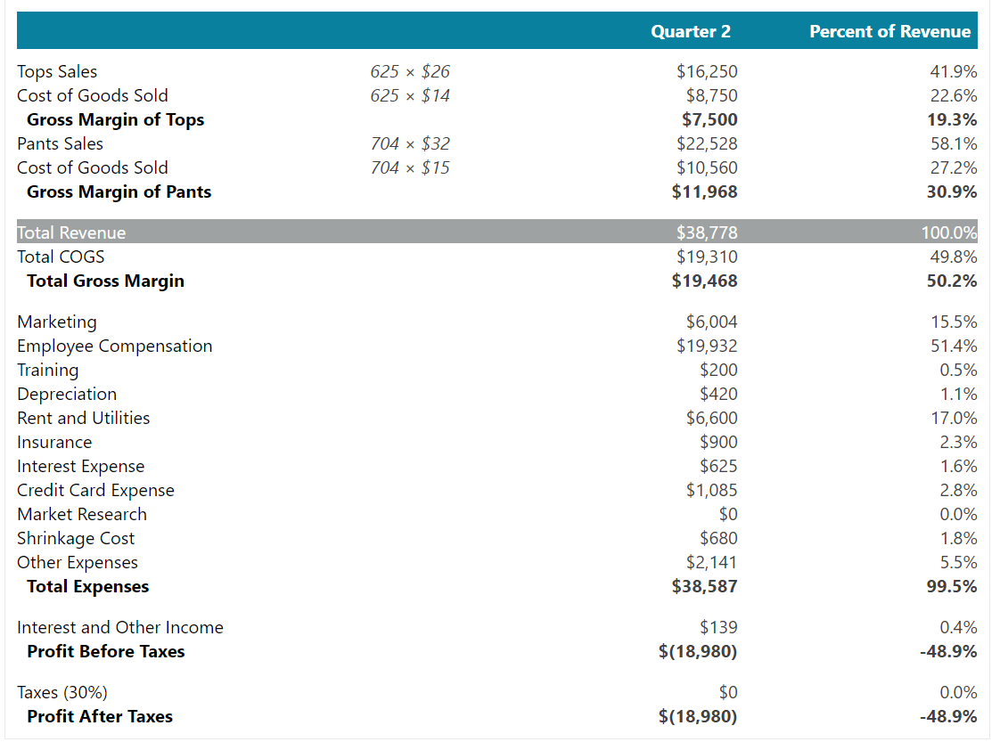 Quarter 2 Percent of Revenue
Tops Sales 625 × $26 $16,250 41.9%
Cost of Goods Sold 625 × $14 $8,750 22.6%
Gross Margin of Tops $7,500 19.3%
Pants Sales 704 × $32 $22,528 58.1%
Cost of Goods Sold 704 × $15 $10,560 27.2%
Gross Margin of Pants $11,968 30.9%
Total Revenue $38,778 100.0%
Total COGS $19,310 49.8%
Total Gross Margin $19,468 50.2%
Marketing $6,004 15.5%
Employee Compensation $19,932 51.4%
Training $200 0.5%
Depreciation $420 1.1%
Rent and Utilities $6,600 17.0%
Insurance $900 2.3%
Interest Expense $625 1.6%
Credit Card Expense $1,085 2.8%
Market Research $0 0.0%
Shrinkage Cost $680 1.8%
Other Expenses $2,141 5.5%
Total Expenses $38,587 99.5%
Interest and Other Income $139 0.4%
Profit Before Taxes $(18,980) -48.9%
Taxes (30%) $0 0.0%
Profit After Taxes $(18,980) -48.9%